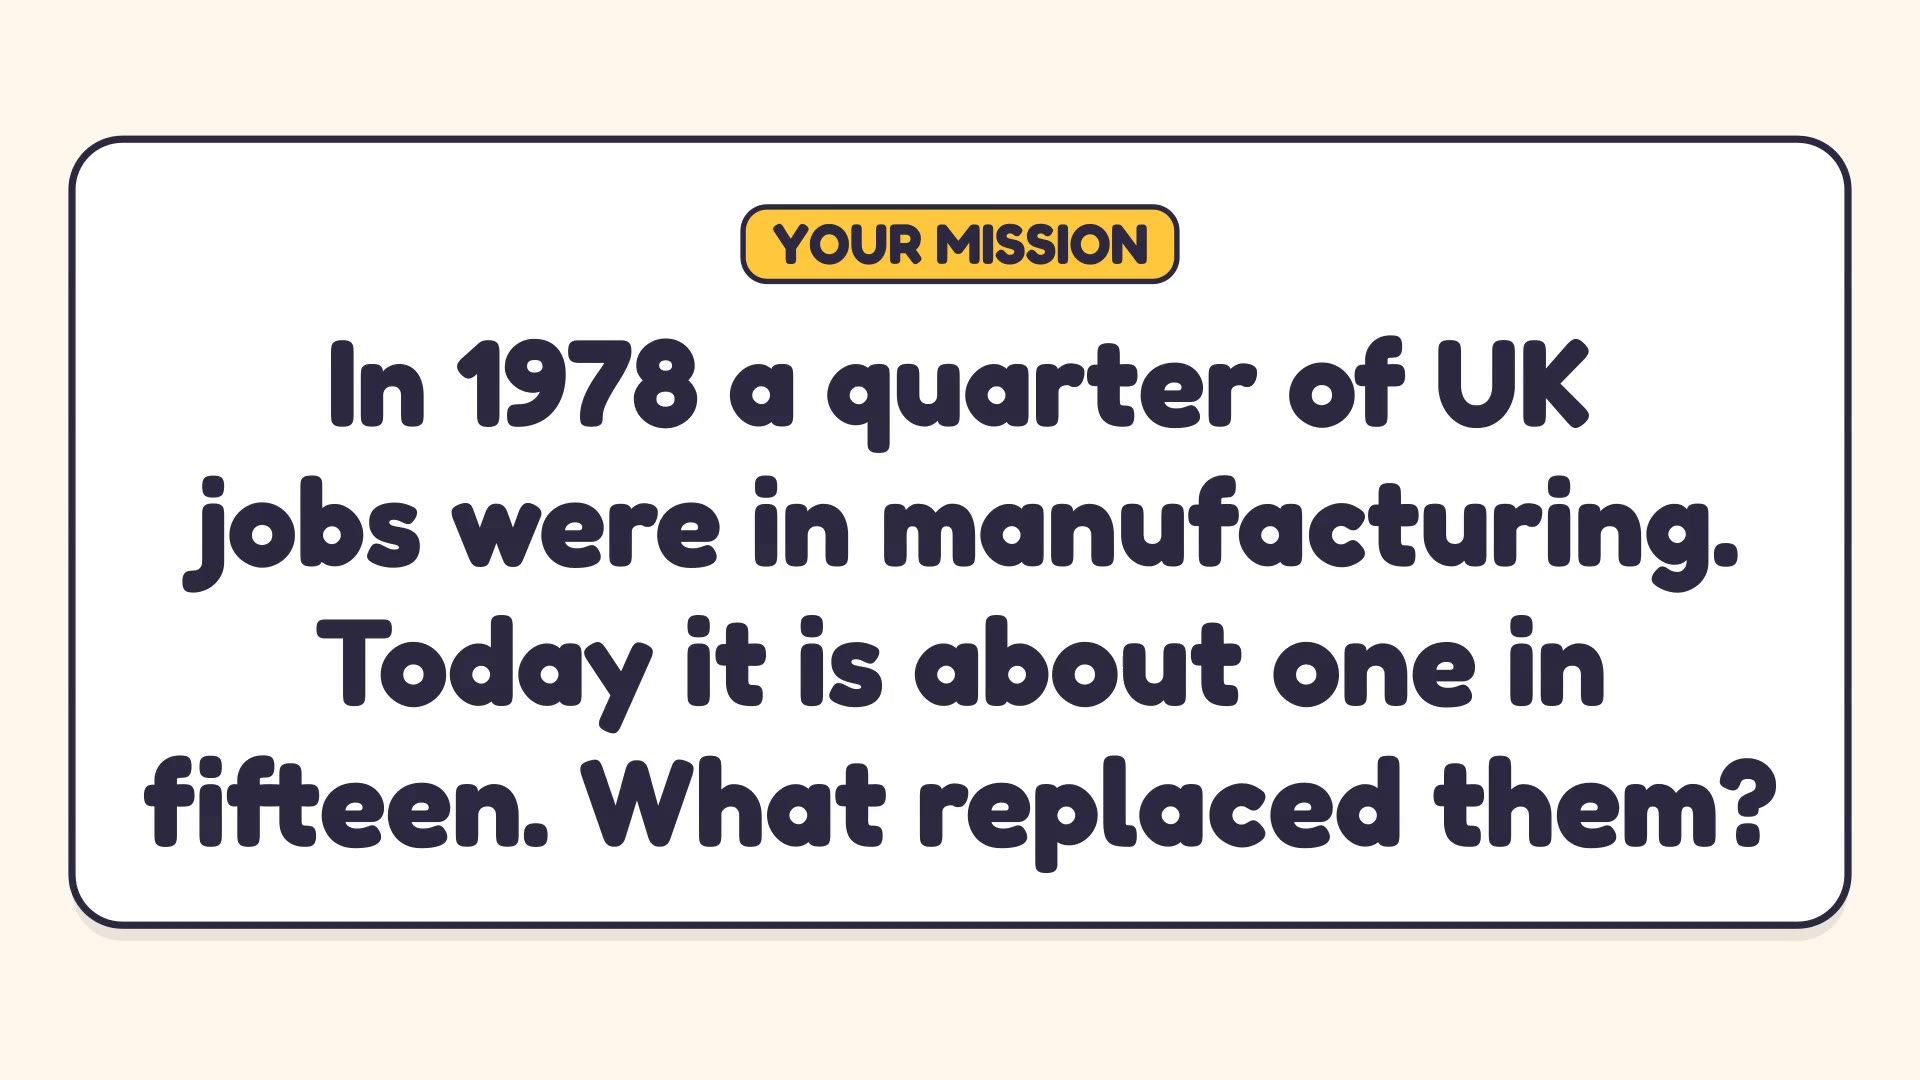 YOUR MISSION
In 1978 a quarter of UK
jobs were in manufacturing.
Today it is about one in
fifteen. What replaced them?